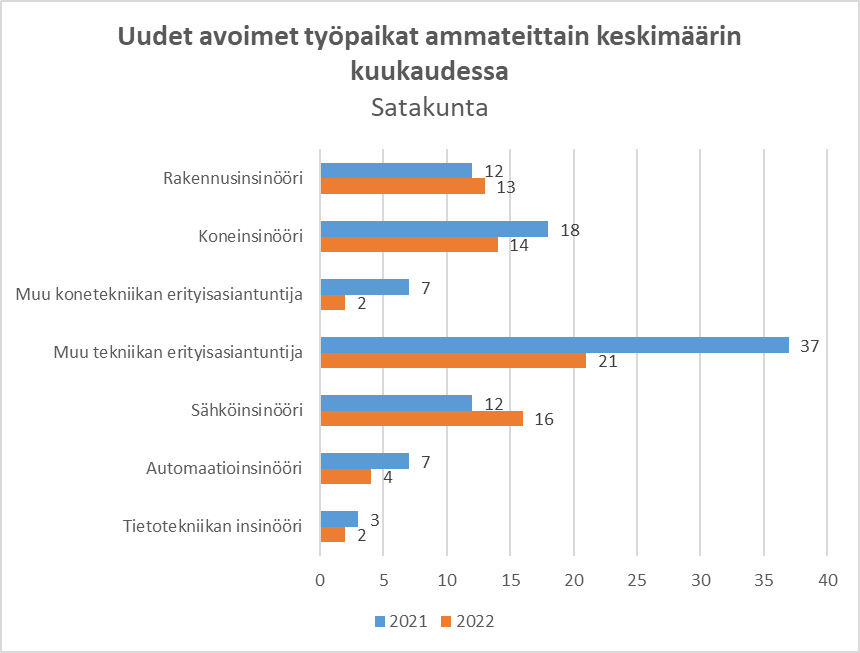 Uudet avoimet työpaikat ammateittain keskimäärin
kuukaudessa
Satakunta
Rakennusinsinööri
12
13
Koneinsinööri
18
14
Muu konetekniikan erityisasiantuntija
7
2
Muu tekniikan erityisasiantuntija
37
21
Sähköinsinööri
12
16
Automaatioinsinööri
7
4
Tietotekniikan insinööri
3
2
0 5 10 15 20 25 30 35 40
2021 2022